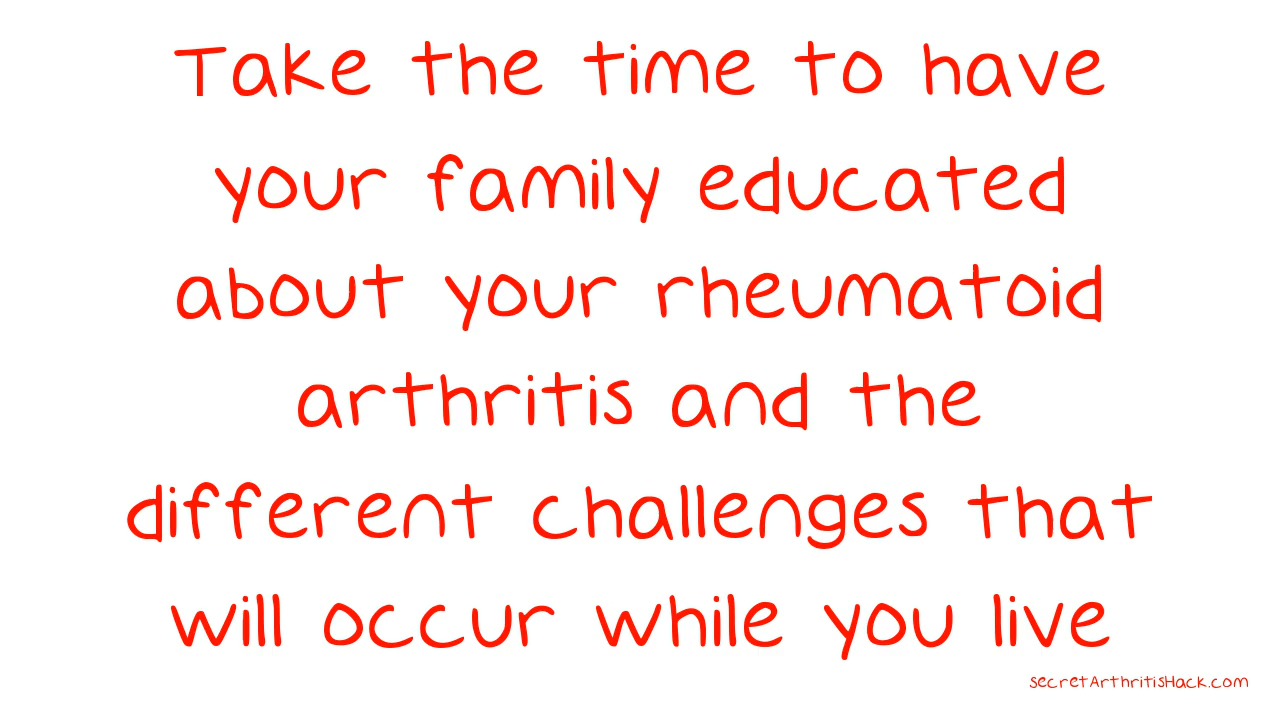 Take the time to have
your family educated
about your rheumatoid
arthritis and the
different challenges that
will occur while you live
secretArthritisHack.com